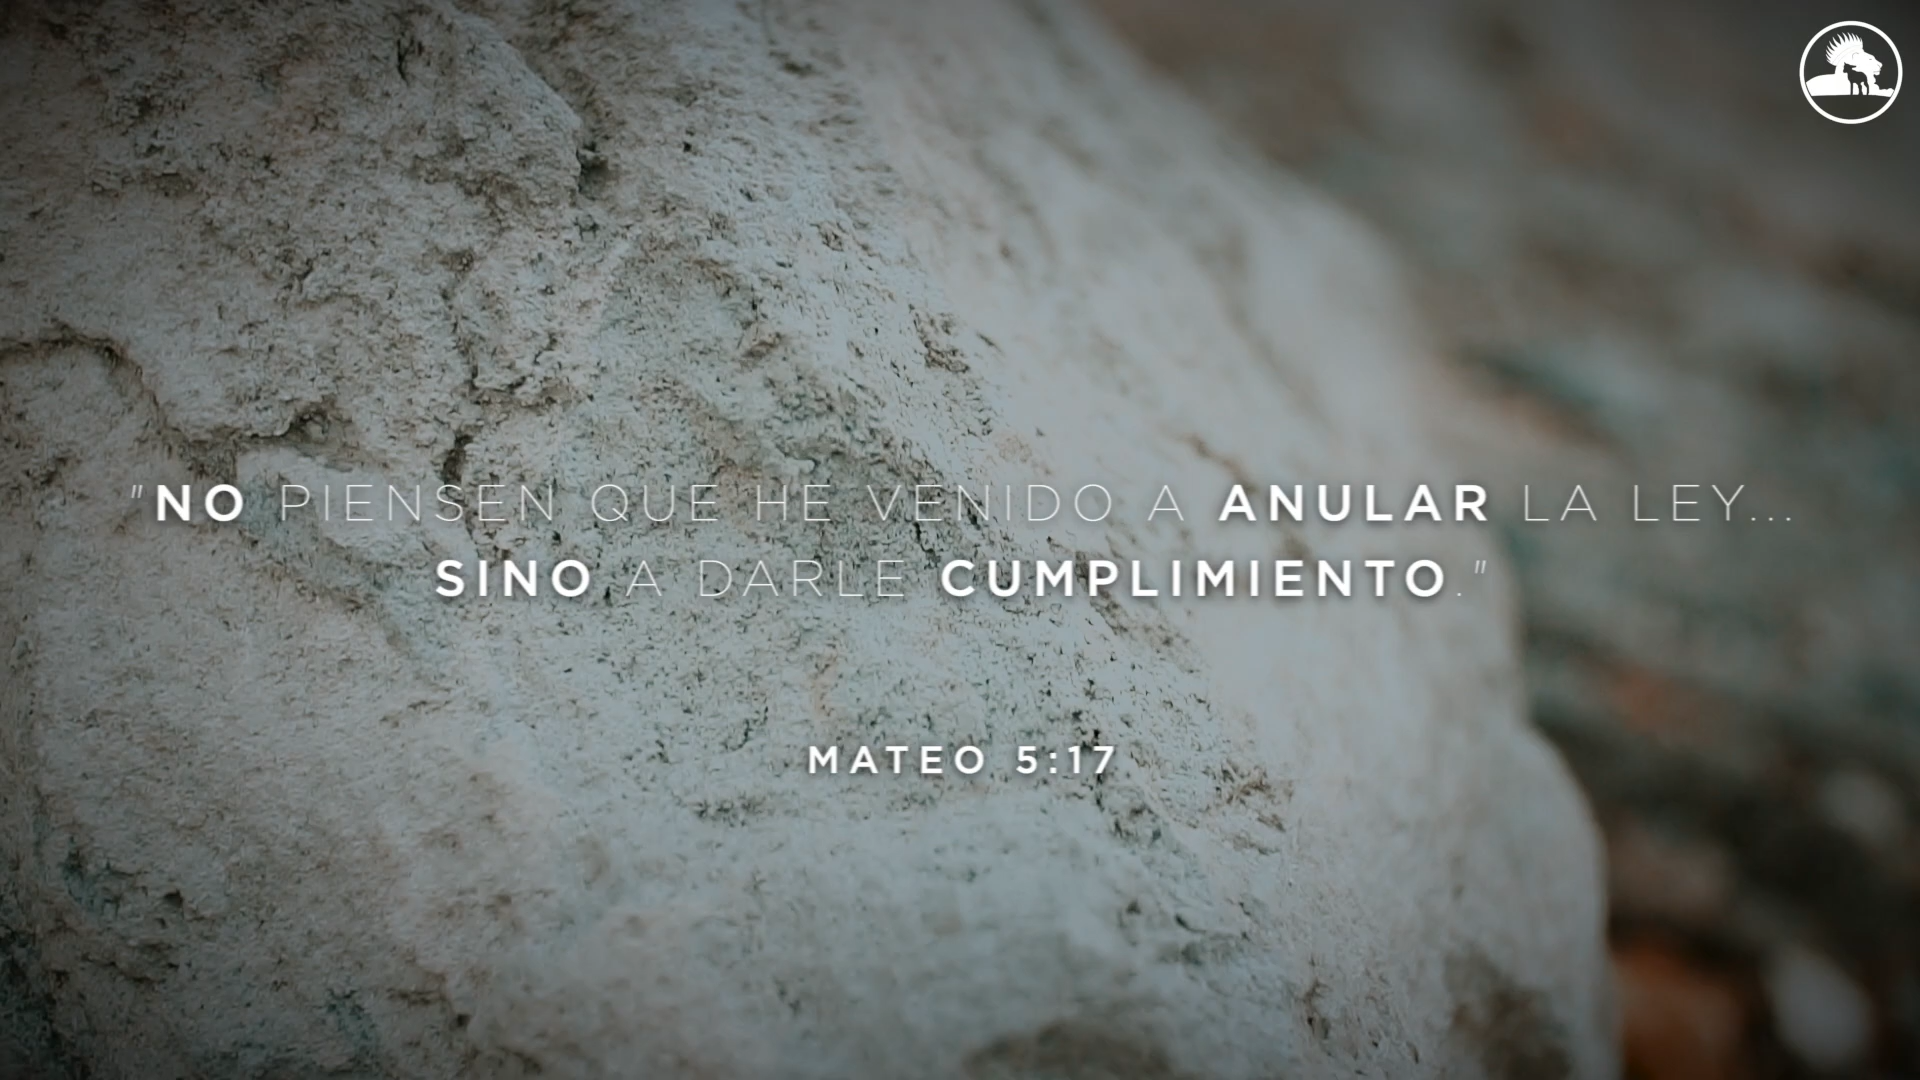 "NO PIENSEN QUE HE VENIDO A ANULAR LA LEY...
SINO A DARLE CUMPLIMIENTO."
MATEO 5:17